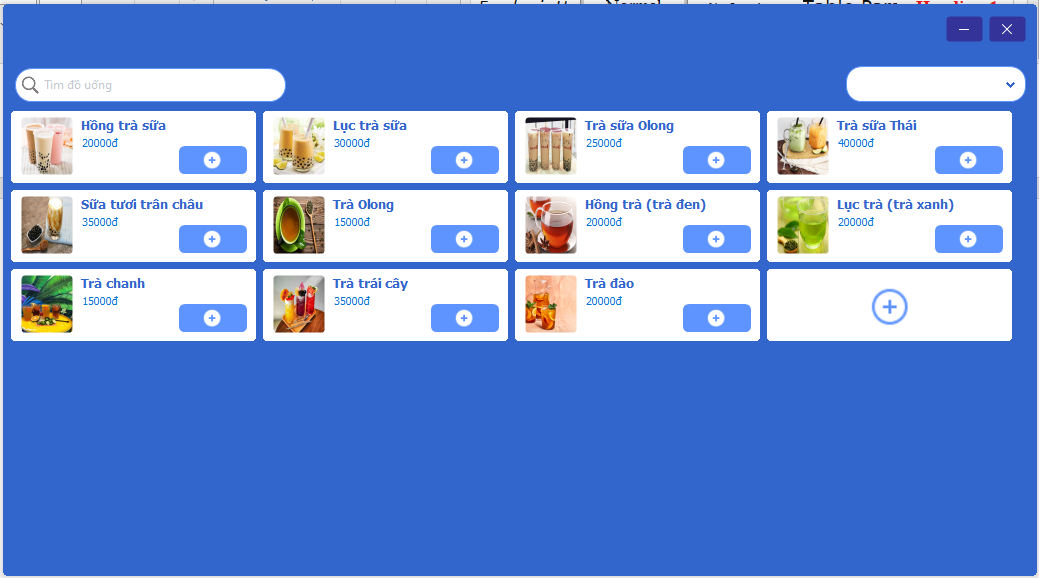 Tìm đồ uống
Hồng trà sữa
20000đ
Lục trà sữa
30000đ
Trà sữa Olong
25000đ
Trà sữa Thái
40000đ
Sữa tươi trân châu
35000đ
Trà Olong
15000đ
Hồng trà (trà đen)
20000đ
Lục trà (trà xanh)
20000đ
Trà chanh
15000đ
Trà trái cây
35000đ
Trà đào
20000đ